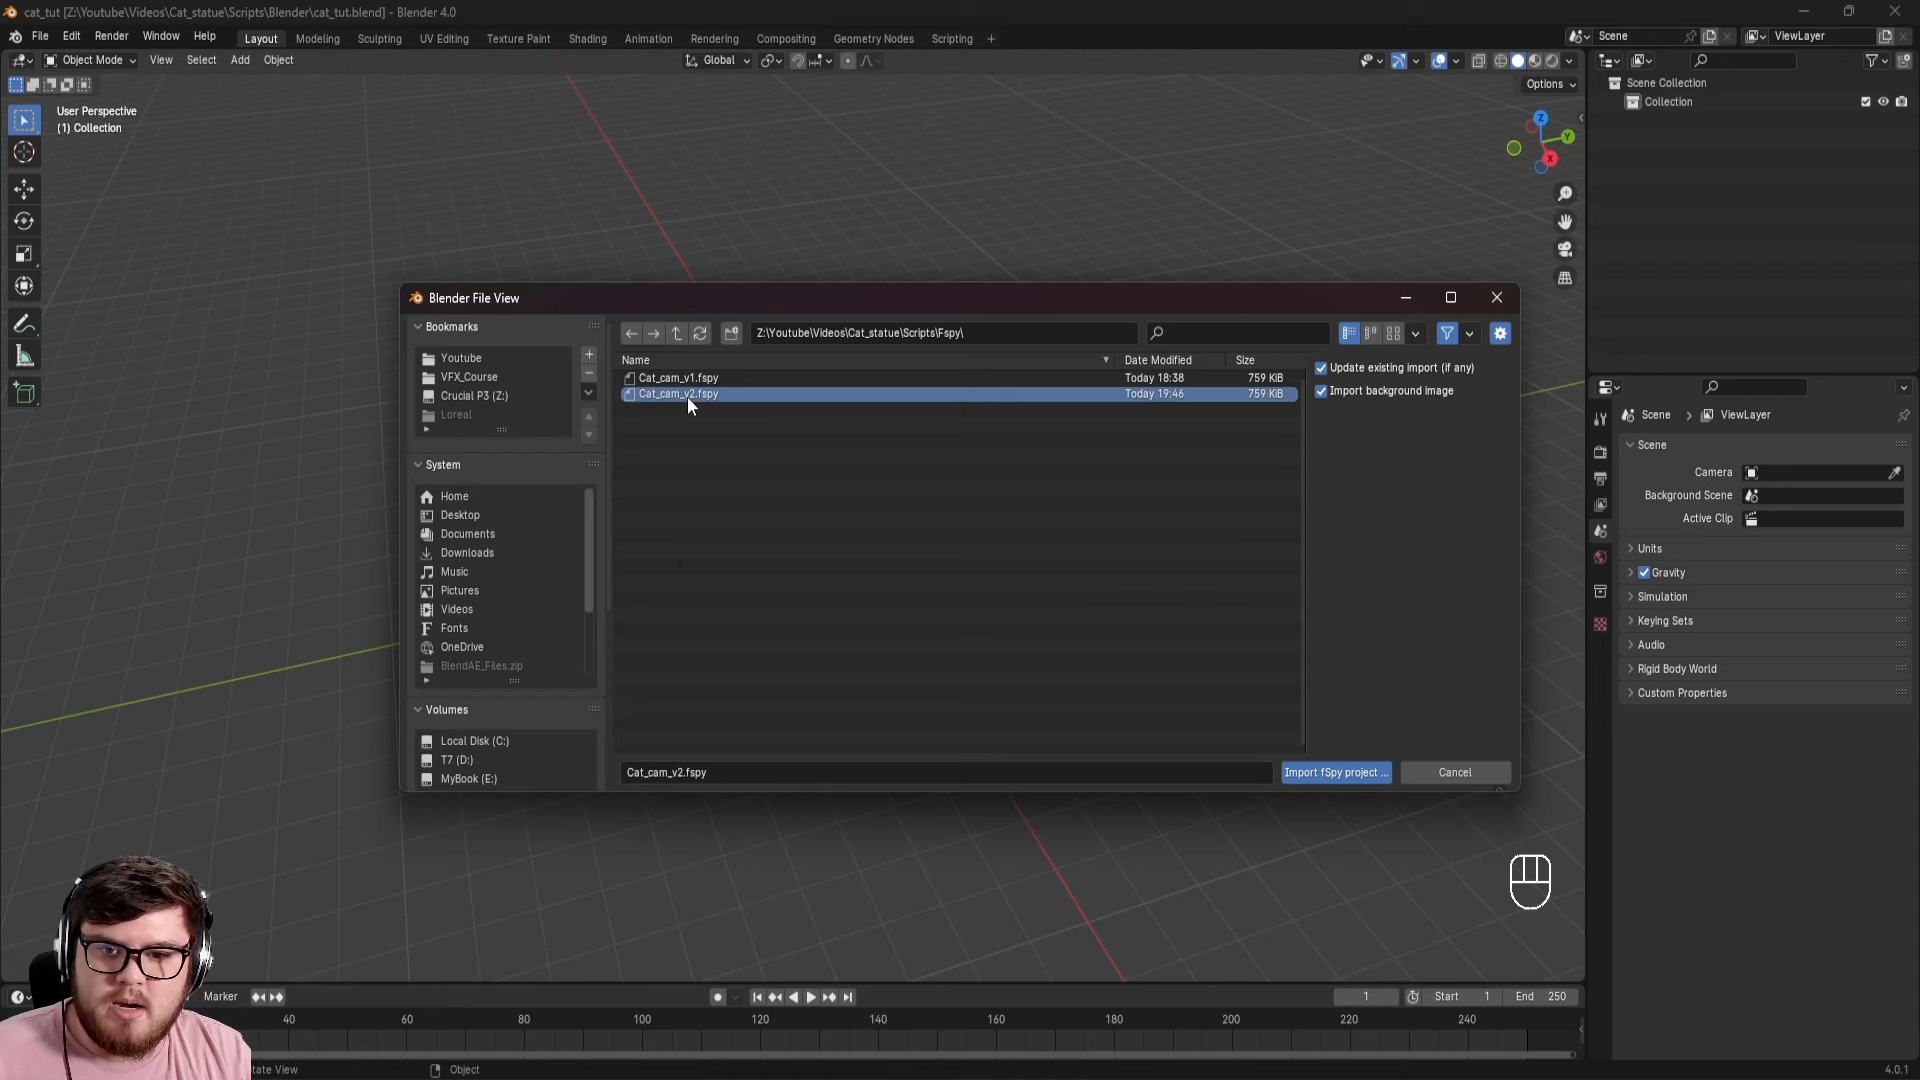 cat_tut [Z:\Youtube\Videos\Cat_statue\Scripts\Blender\cat_tut.blend] - Blender 4.0
File Edit Render Window Help Layout Modeling Sculpting UV Editing Texture Paint Shading Animation Rendering Compositing Geometry Nodes Scripting + Scene ViewLayer
Object Mode View Select Add Object Global
Options
User Perspective
(1) Collection
Z
Y
X
Scene Collection
Collection
Blender File View
Bookmarks
Youtube
VFX_Course
Crucial P3 (Z:)
Loreal
System
Home
Desktop
Documents
Downloads
Music
Pictures
Videos
Fonts
OneDrive
BlendAE_Files.zip
Volumes
Local Disk (C:)
T7 (D:)
MyBook (E:)
Z:\Youtube\Videos\Cat_statue\Scripts\Fspy\
Name Date Modified Size
Cat_cam_v1.fspy Today 18:38 759 KiB
Cat_cam_v2.fspy Today 19:46 759 KiB
Update existing import (if any)
Import background image
Cat_cam_v2.fspy Import fSpy project ... Cancel
Scene ViewLayer
Scene
Camera
Background Scene
Active Clip
Units
Gravity
Simulation
Keying Sets
Audio
Rigid Body World
Custom Properties
Marker 1 Start 1 End 250
40 60 80 100 120 140 160 180 200 220 240
tate View Object 4.0.1